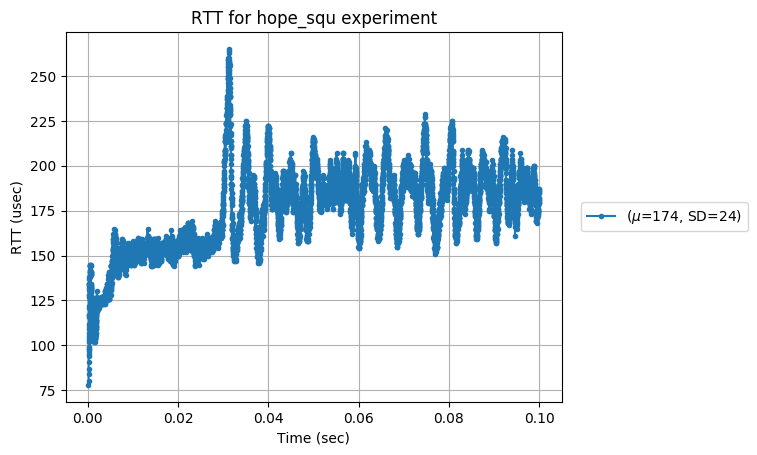 RTT for hope_squ experiment
RTT (usec)
250
225
200
175
150
125
100
75
0.00 0.02 0.04 0.06 0.08 0.10
Time (sec)
(μ=174, SD=24)